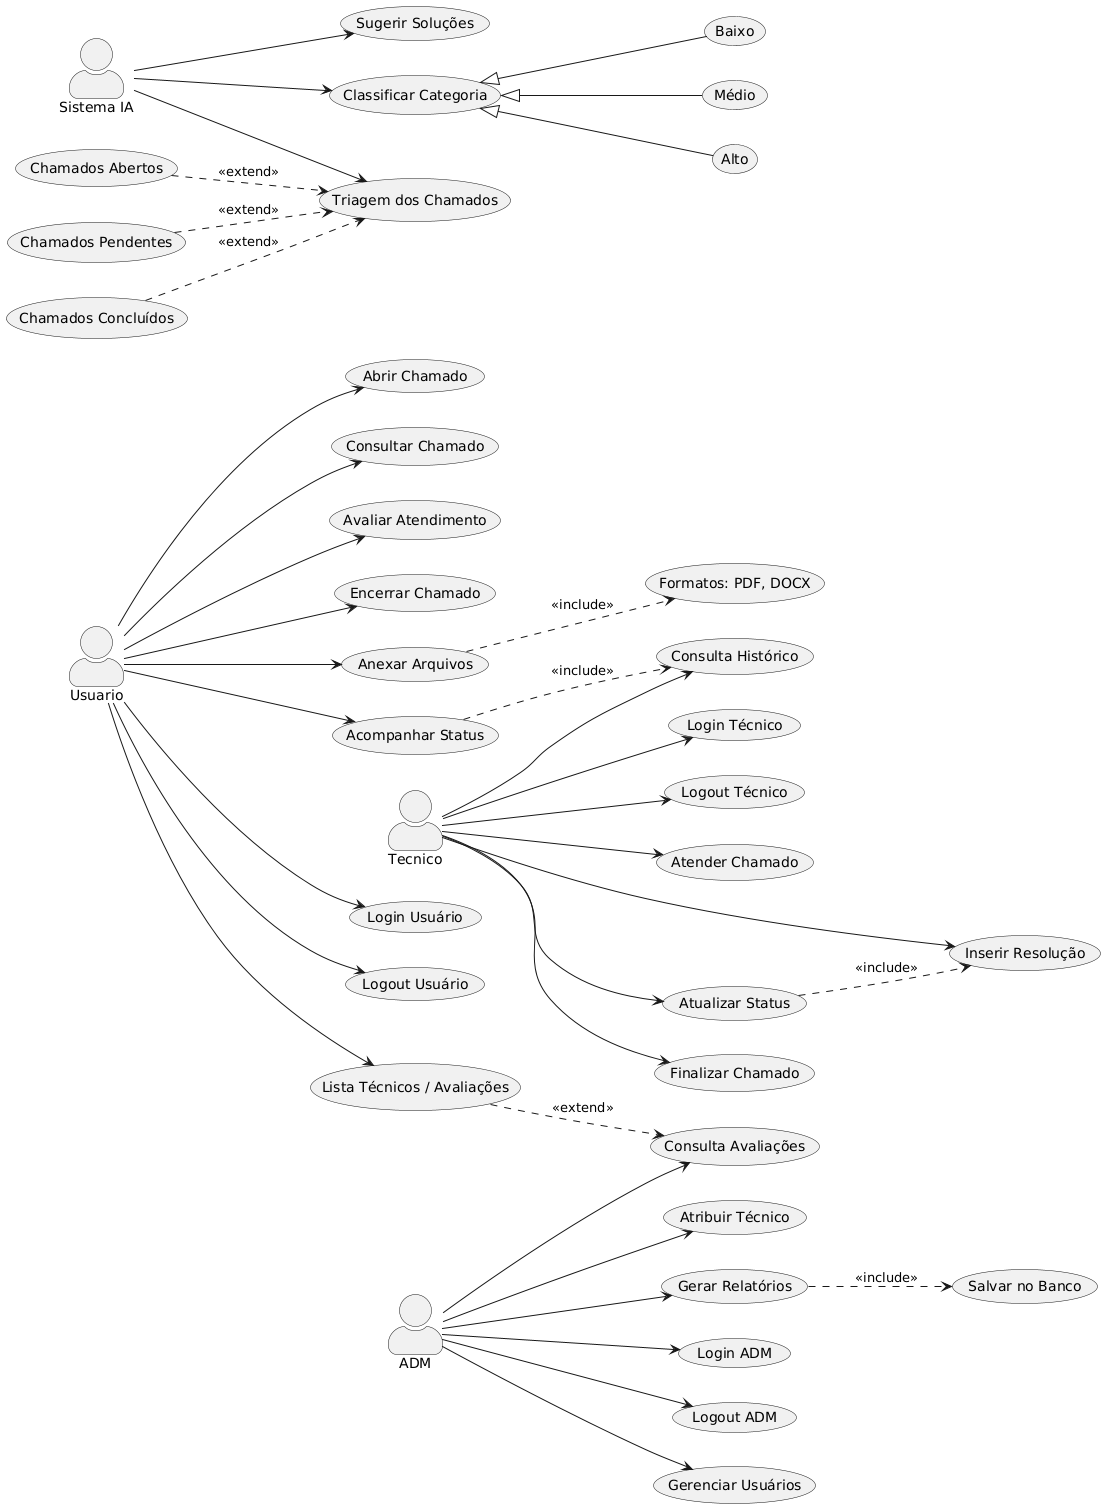 Sugerir Soluções
Baixo
Sistema IA
Classificar Categoria
Médio
Alto
Chamados Abertos
«extend»
Triagem dos Chamados
Chamados Pendentes
«extend»
«extend»
Chamados Concluídos
Abrir Chamado
Consultar Chamado
Avaliar Atendimento
Encerrar Chamado
«include»
Formatos: PDF, DOCX
Usuario
Anexar Arquivos
«include»
Consulta Histórico
Acompanhar Status
Login Técnico
Logout Técnico
Tecnico
Atender Chamado
Login Usuário
Inserir Resolução
Logout Usuário
Atualizar Status
«include»
Finalizar Chamado
Lista Técnicos / Avaliações
«extend»
Consulta Avaliações
Atribuir Técnico
Gerar Relatórios
«include»
Salvar no Banco
ADM
Login ADM
Logout ADM
Gerenciar Usuários